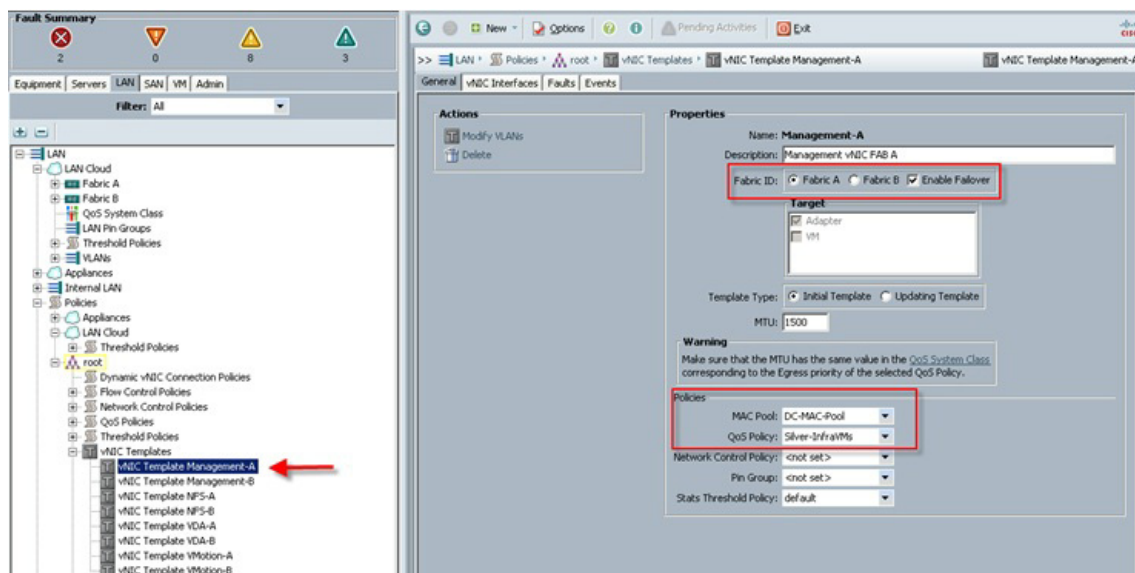 Fault Summary
2 0 8 3
Equipment Servers LAN SAN VM Admin
Filter: All
LAN
LAN Cloud
Fabric A
Fabric B
QoS System Class
LAN Pin Groups
Threshold Policies
VLANs
Appliances
Internal LAN
Policies
Appliances
LAN Cloud
Threshold Policies
root
Dynamic vNIC Connection Policies
Flow Control Policies
Network Control Policies
QoS Policies
Threshold Policies
vNIC Templates
vNIC Template Management-A
vNIC Template Management-B
vNIC Template NFS-A
vNIC Template NFS-B
vNIC Template VDA-A
vNIC Template VDA-B
vNIC Template VMotion-A
vNIC Template VMotion-B
New Options Pending Activities Exit
>> LAN Policies root vNIC Templates vNIC Template Management-A vNIC Template Management-A
General vNIC Interfaces Faults Events
Actions
Modify VLANs
Delete
Properties
Name: Management-A
Description: Management vNIC FAB A
Fabric ID: Fabric A Fabric B Enable Failover
Target
Adapter
VM
Template Type: Initial Template Updating Template
MTU: 1500
Warning
Make sure that the MTU has the same value in the QoS System Class
corresponding to the Egress priority of the selected QoS Policy.
Policies
MAC Pool: DC-MAC-Pool
QoS Policy: Silver-InfraVMs
Network Control Policy: <not set>
Pin Group: <not set>
Stats Threshold Policy: default